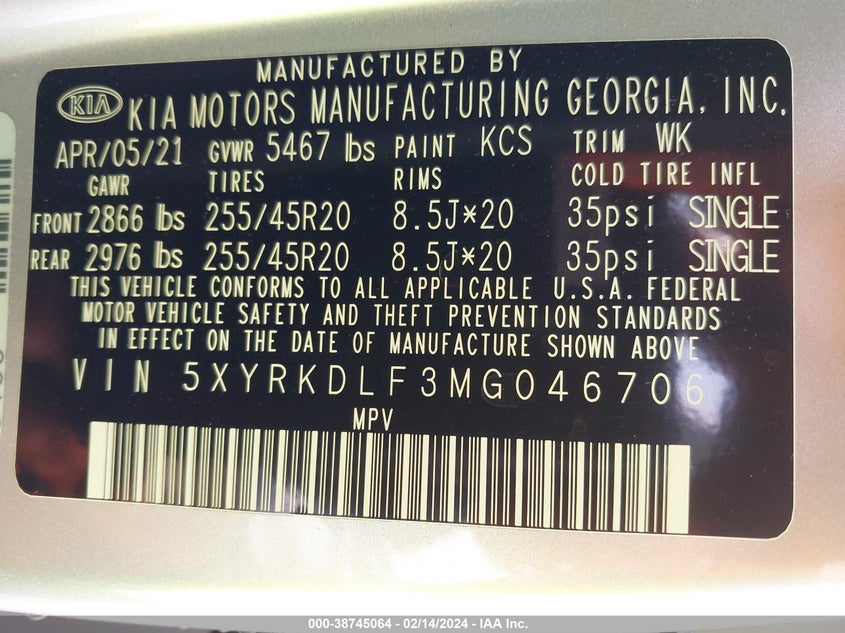 MANUFACTURED BY
KIA KIA MOTORS MANUFACTURING GEORGIA, INC.
APR/05/21 GVWR 5467 lbs PAINT KCS TRIM WK
GAWR TIRES RIMS COLD TIRE INFL
FRONT 2866 lbs 255/45R20 8.5J*20 35psi SINGLE
REAR 2976 lbs 255/45R20 8.5J*20 35psi SINGLE
THIS VEHICLE CONFORMS TO ALL APPLICABLE U.S.A. FEDERAL
MOTOR VEHICLE SAFETY AND THEFT PREVENTION STANDARDS
IN EFFECT ON THE DATE OF MANUFACTURE SHOWN ABOVE
VIN 5XYRKDLF3MG046706
MPV
000-38745064 - 02/14/2024 - IAA Inc.